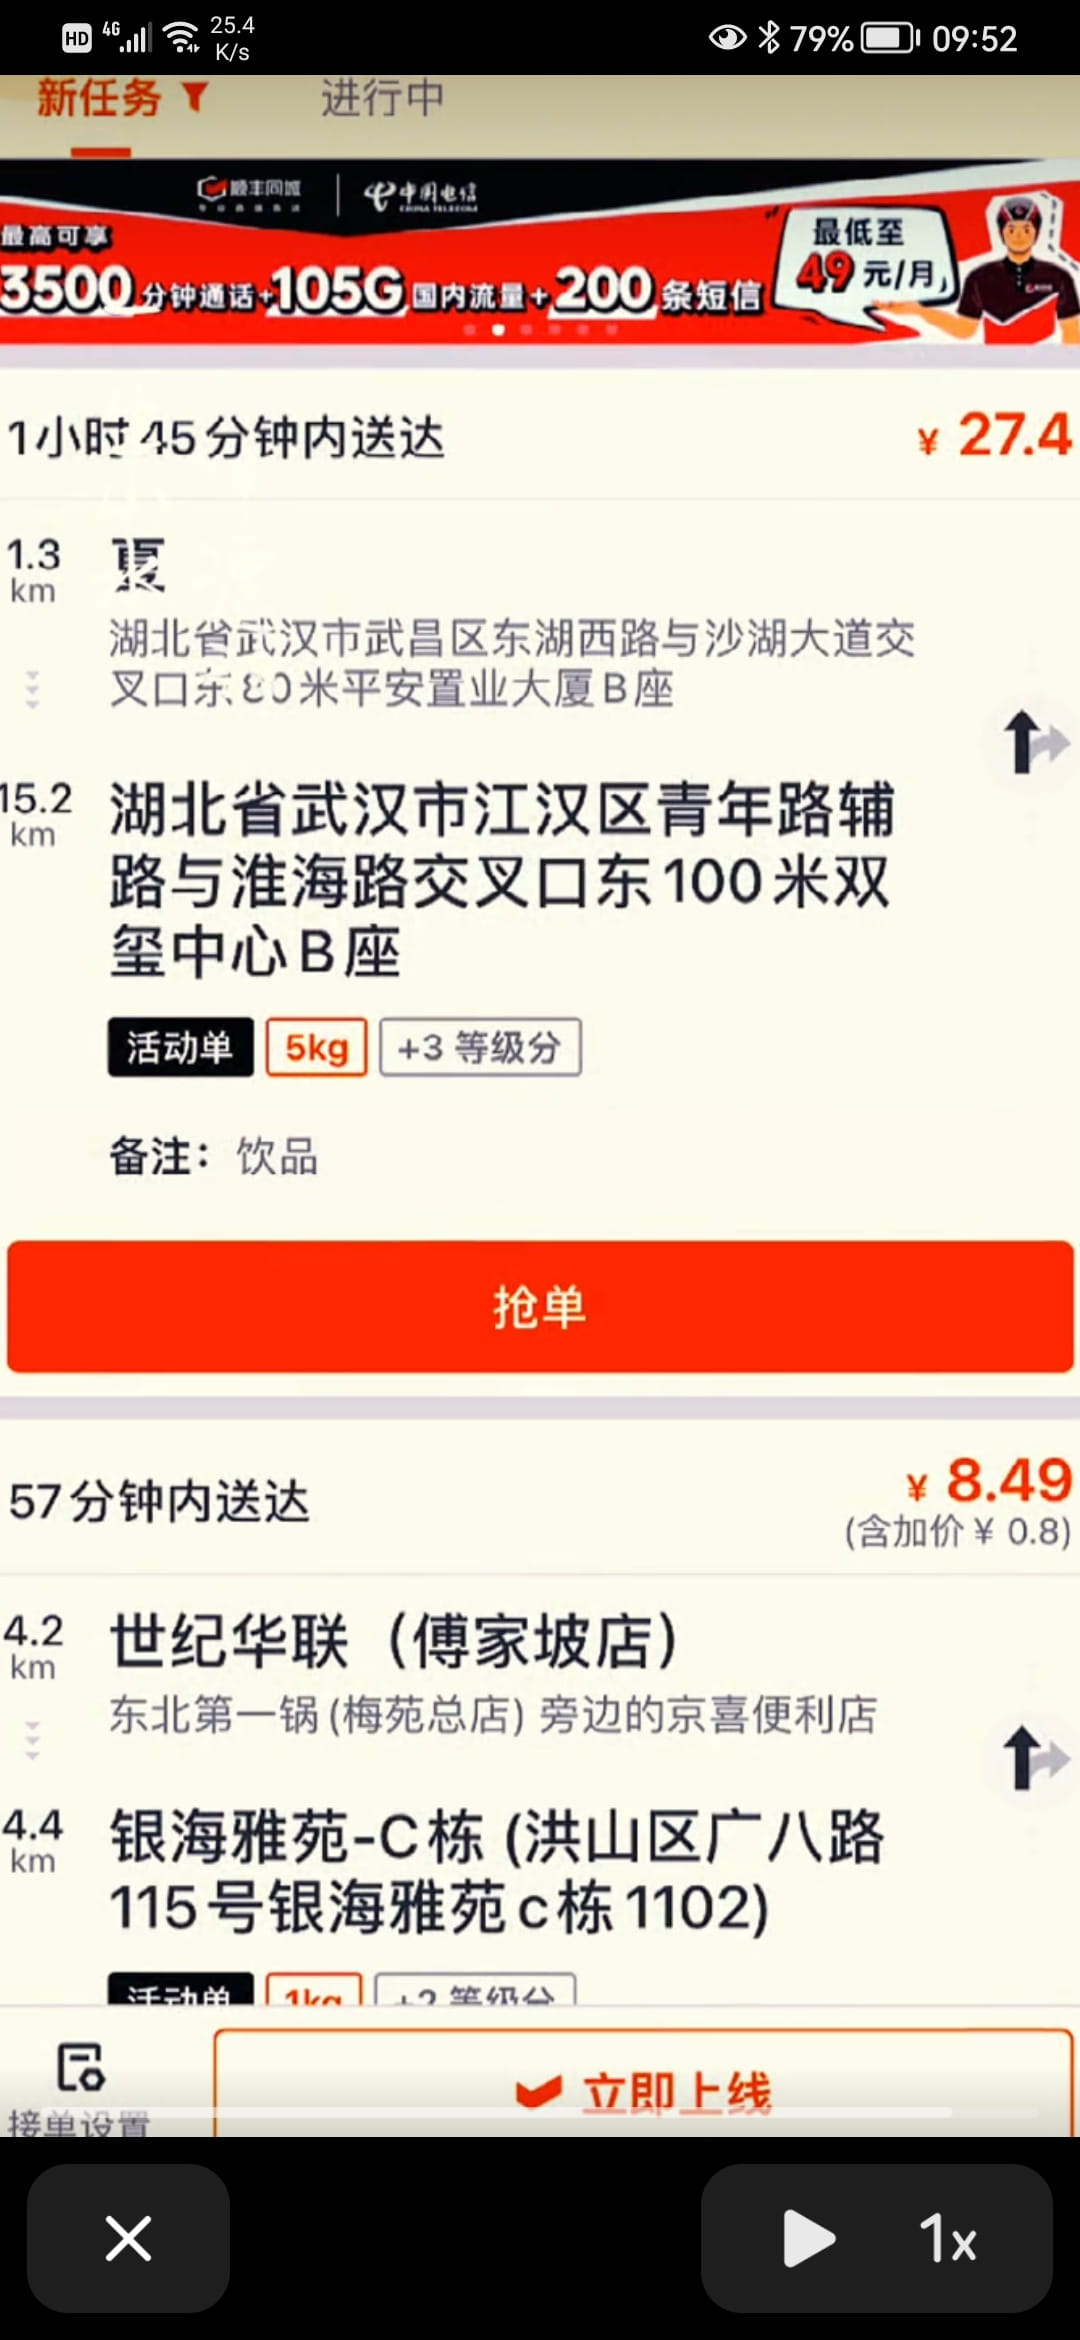 HD 4G 25.4 K/s 79% 09:52
新任务 进行中
顺丰同城 中国电信
CHINA TELECOM
最高可享
3500分钟通话+105G国内流量+200条短信
最低至
49元/月
1小时45分钟内送达 ¥ 27.4
1.3
km
湖北省武汉市武昌区东湖西路与沙湖大道交
叉口东80米平安置业大厦B座
15.2
km
湖北省武汉市江汉区青年路辅
路与淮海路交叉口东100米双
玺中心B座
活动单 5kg +3 等级分
备注：饮品
抢单
57分钟内送达 ¥ 8.49
(含加价¥ 0.8)
4.2
km
世纪华联（傅家坡店）
东北第一锅(梅苑总店) 旁边的京喜便利店
4.4
km
银海雅苑-C栋 (洪山区广八路
115号银海雅苑c栋1102)
活动单 1kg +2 等级分
接单设置
立即上线
1x